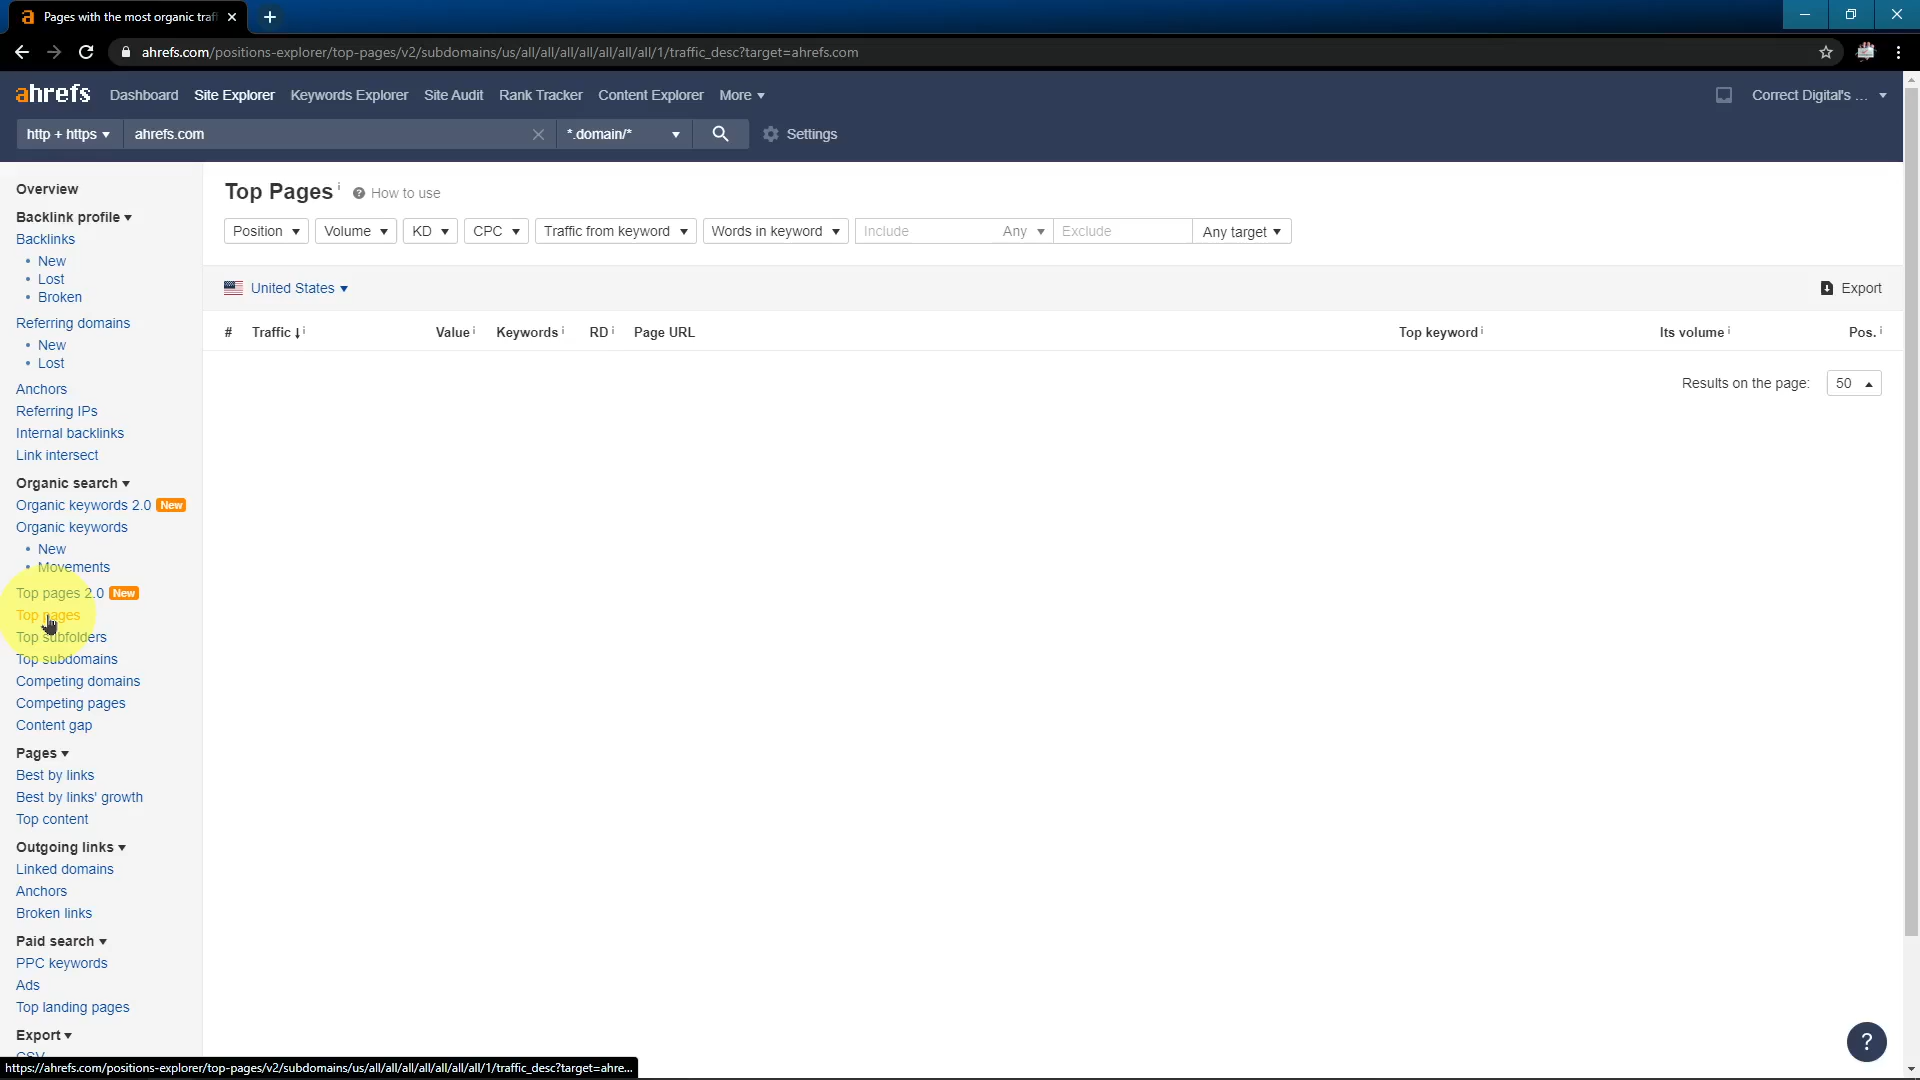 Pages with the most organic traf
ahrefs.com/positions-explorer/top-pages/v2/subdomains/us/all/all/all/all/all/all/all/1/traffic_desc?target=ahrefs.com
ahrefs Dashboard Site Explorer Keywords Explorer Site Audit Rank Tracker Content Explorer More Correct Digital's ...
http + https ahrefs.com *.domain/* Settings
Overview
Backlink profile
Backlinks
• New
• Lost
• Broken
Referring domains
• New
• Lost
Anchors
Referring IPs
Internal backlinks
Link intersect
Organic search
Organic keywords 2.0 New
Organic keywords
• New
• Movements
Top pages 2.0 New
Top pages
Top subfolders
Top subdomains
Competing domains
Competing pages
Content gap
Pages
Best by links
Best by links' growth
Top content
Outgoing links
Linked domains
Anchors
Broken links
Paid search
PPC keywords
Ads
Top landing pages
Export
CSV
Top Pages i ? How to use
Position Volume KD CPC Traffic from keyword Words in keyword Include Any Exclude Any target
United States Export
# Traffic i Value i Keywords i RD i Page URL Top keyword i Its volume i Pos. i
Results on the page: 50
?
https://ahrefs.com/positions-explorer/top-pages/v2/subdomains/us/all/all/all/all/all/all/all/1/traffic_desc?target=ahre...